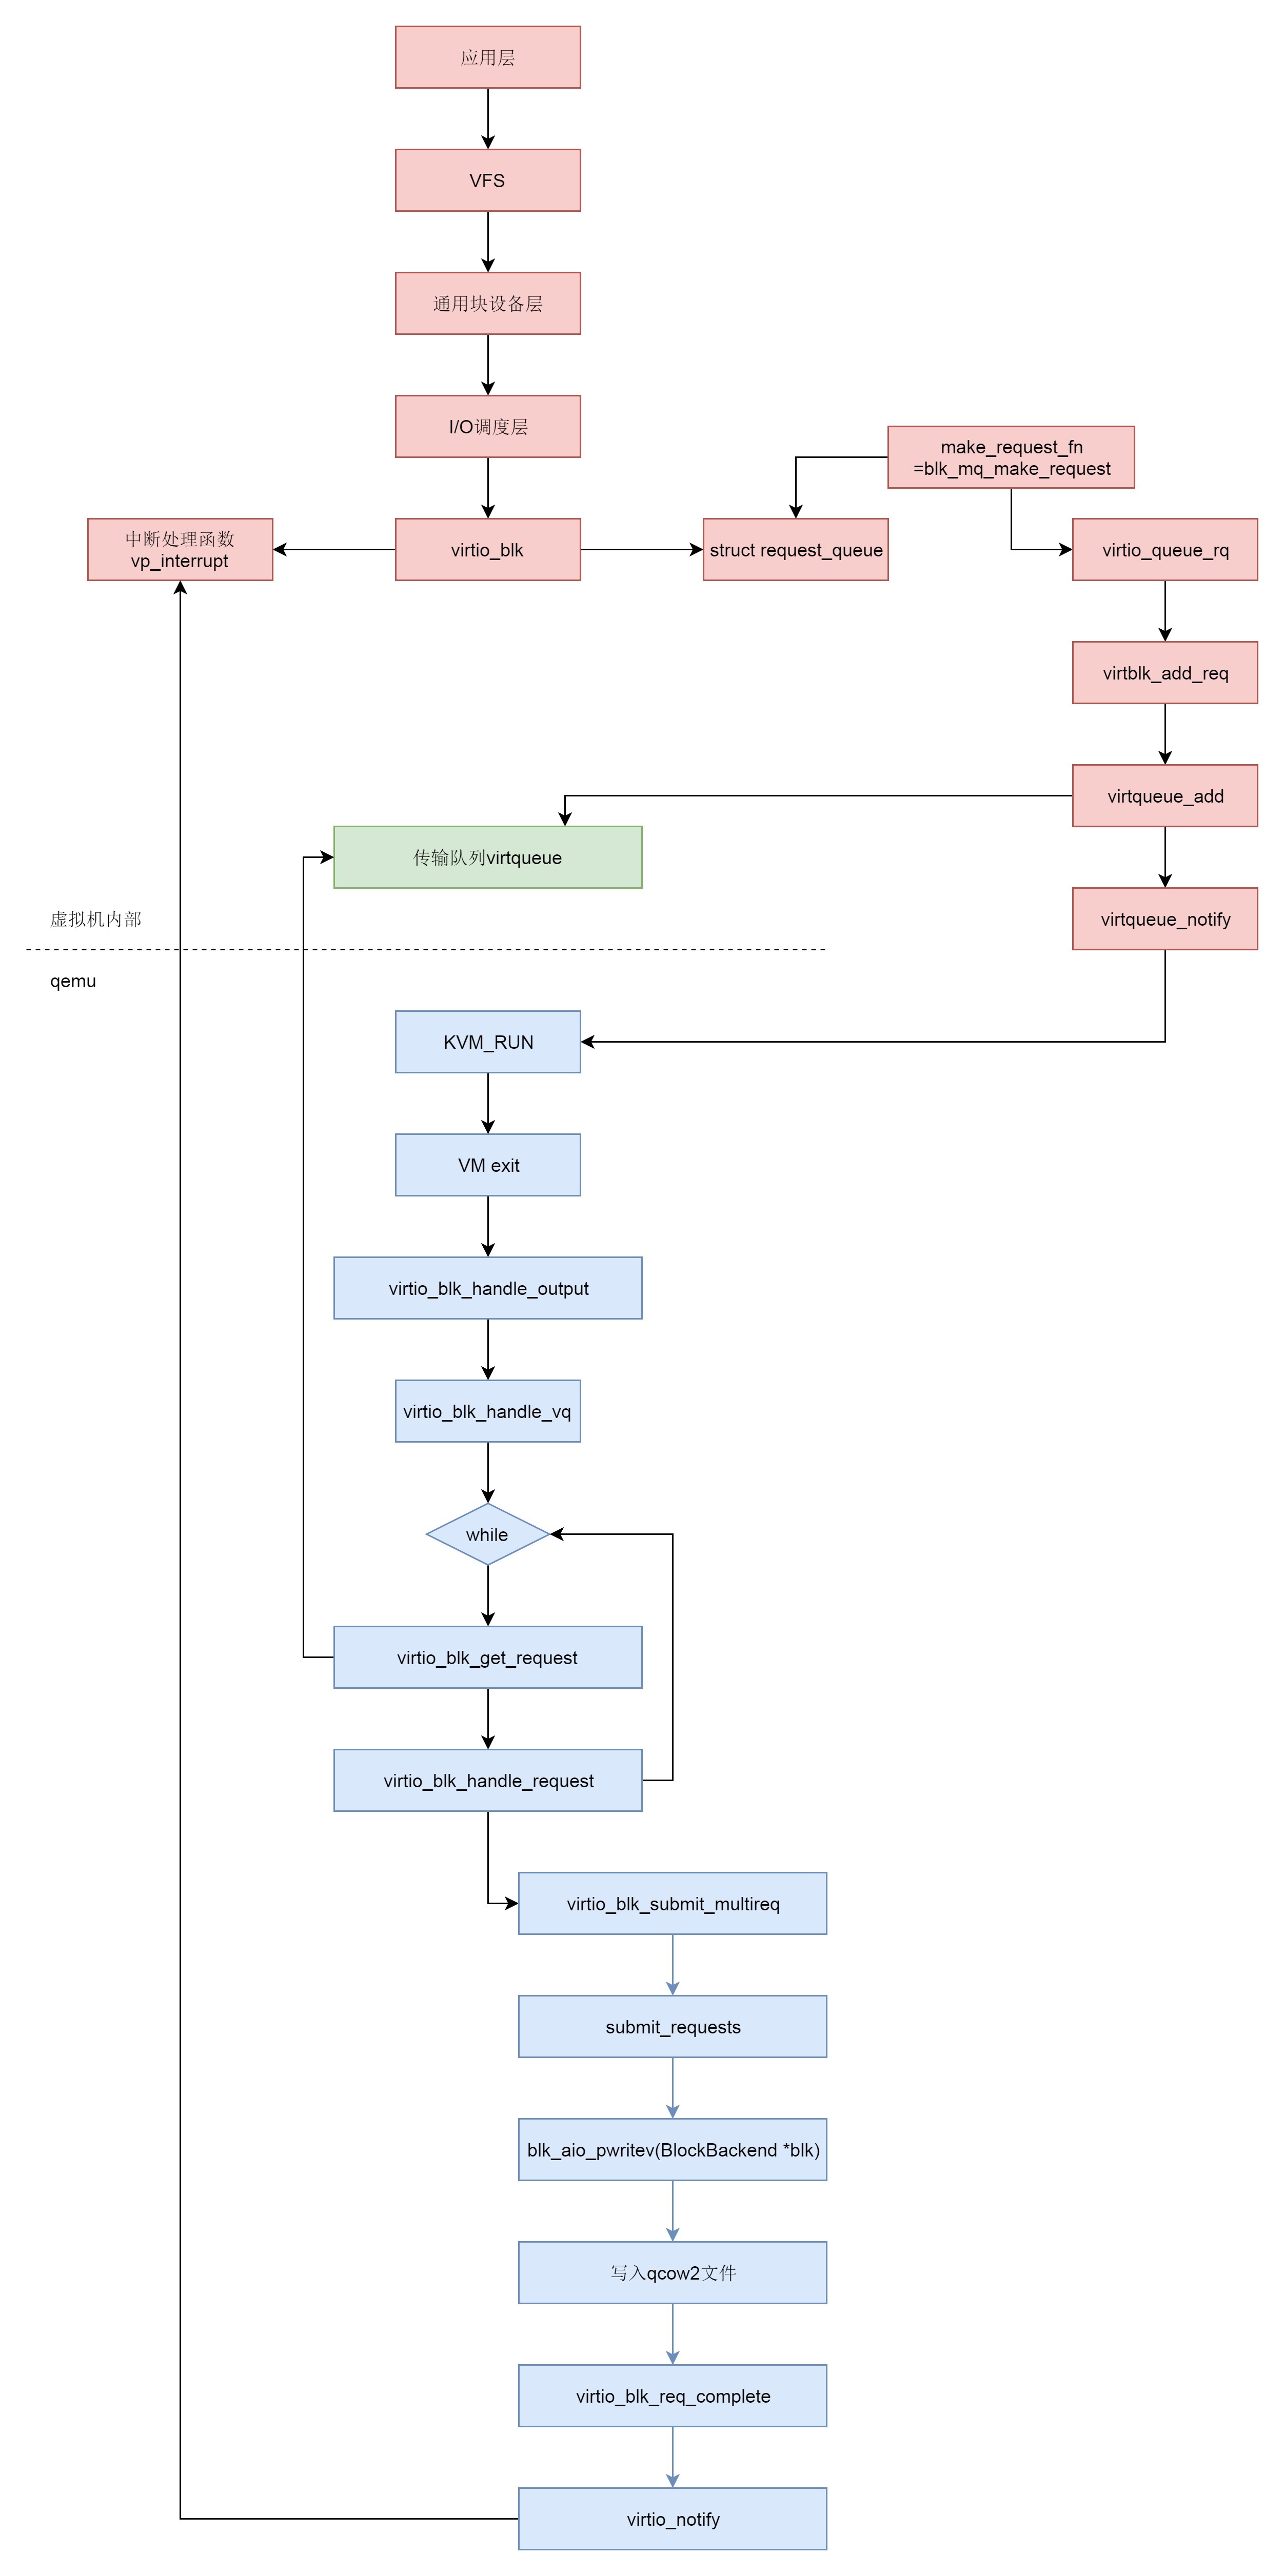 应用层
VFS
通用块设备层
I/O调度层
make_request_fn
=blk_mq_make_request
中断处理函数
vp_interrupt
virtio_blk
struct request_queue
virtio_queue_rq
virtblk_add_req
virtqueue_add
传输队列virtqueue
virtqueue_notify
虚拟机内部
qemu
KVM_RUN
VM exit
virtio_blk_handle_output
virtio_blk_handle_vq
while
virtio_blk_get_request
virtio_blk_handle_request
virtio_blk_submit_multireq
submit_requests
blk_aio_pwritev(BlockBackend *blk)
写入qcow2文件
virtio_blk_req_complete
virtio_notify